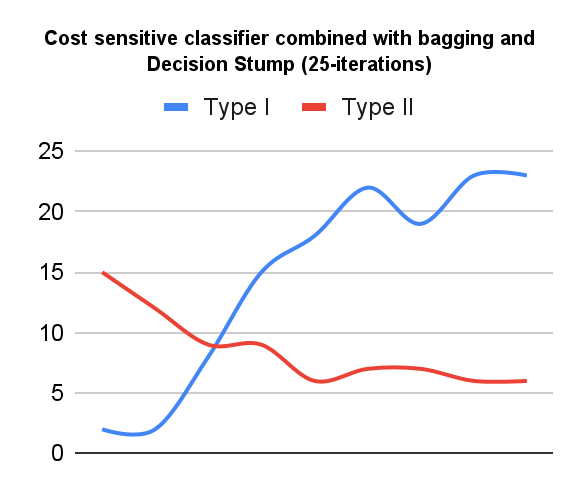 Cost sensitive classifier combined with bagging and
Decision Stump (25-iterations)
Type I
Type II
25
20
15
10
5
0